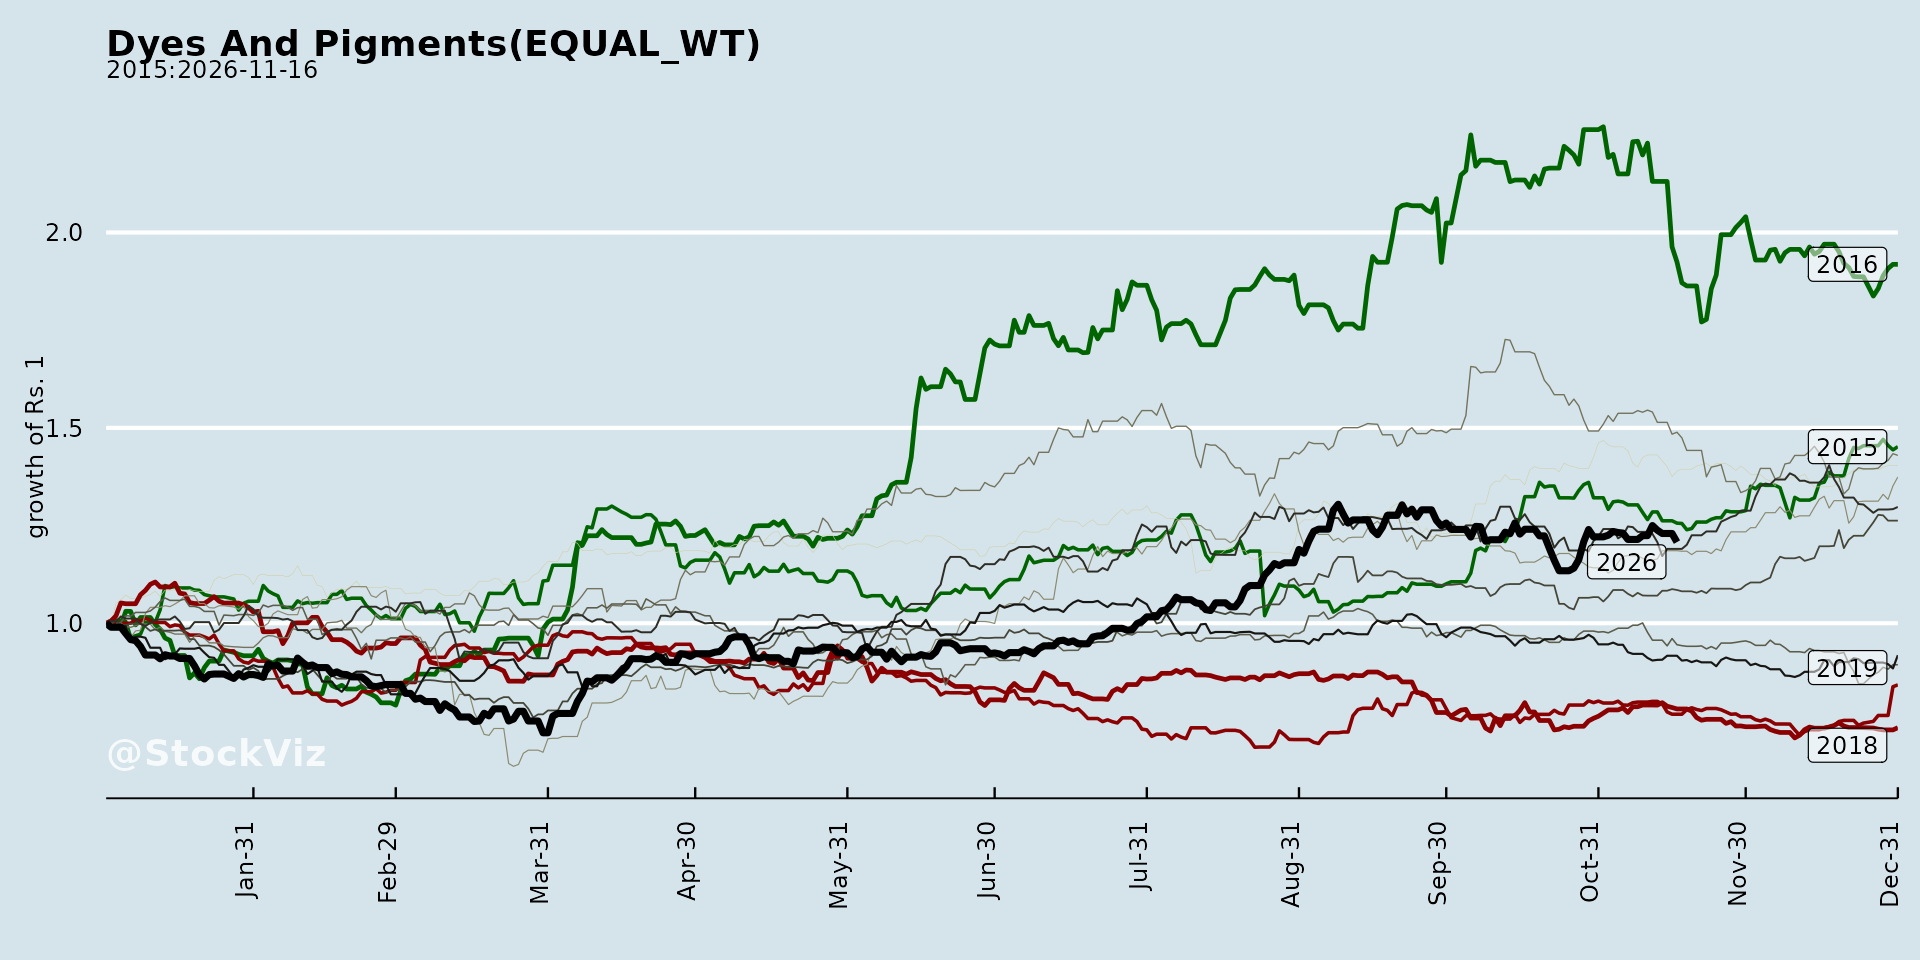 Dyes And Pigments(EQUAL_WT)
2015:2026-11-16
growth of Rs. 1
2.0
1.5
1.0
2016
2015
2026
2019
2018
@StockViz
Jan-31
Feb-29
Mar-31
Apr-30
May-31
Jun-30
Jul-31
Aug-31
Sep-30
Oct-31
Nov-30
Dec-31